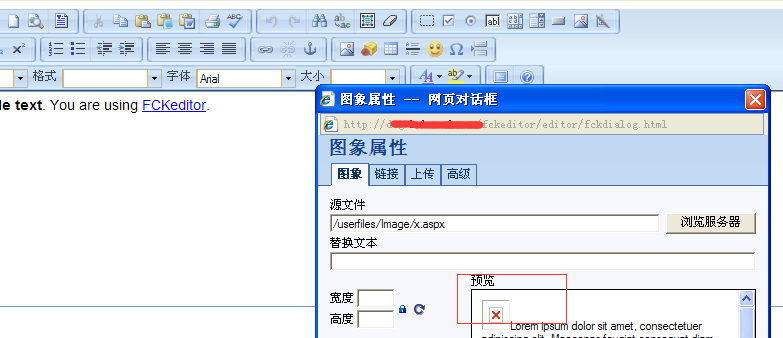 ABC
ab
格式
字体
Arial
大小
le text. You are using FCKeditor.
图象属性 -- 网页对话框
/fckeditor/editor/fckdialog.html
图象属性
图象 链接 上传 高级
源文件
/userfiles/Image/x.aspx
浏览服务器
替换文本
宽度
高度
预览
Lorem ipsum dolor sit amet, consectetuer